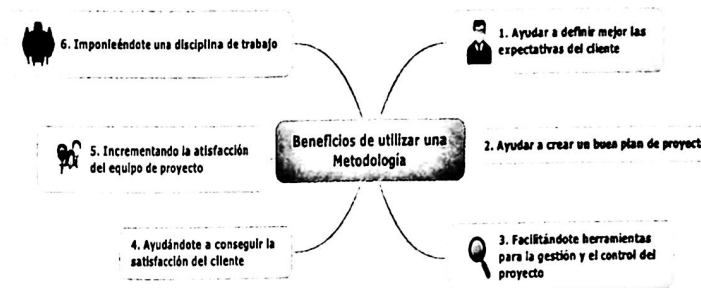 6. Imponieéndote una disciplina de trabajo
1. Ayudar a definir mejor las
expectativas del cliente
Beneficios de utilizar una
Metodología
5. Incrementando la atisfacción
del equipo de proyecto
2. Ayudar a crear un buen plan de proyect
4. Ayudándote a conseguir la
satisfacción del cliente
3. Facilitándote herramientas
para la gestión y el control del
proyecto